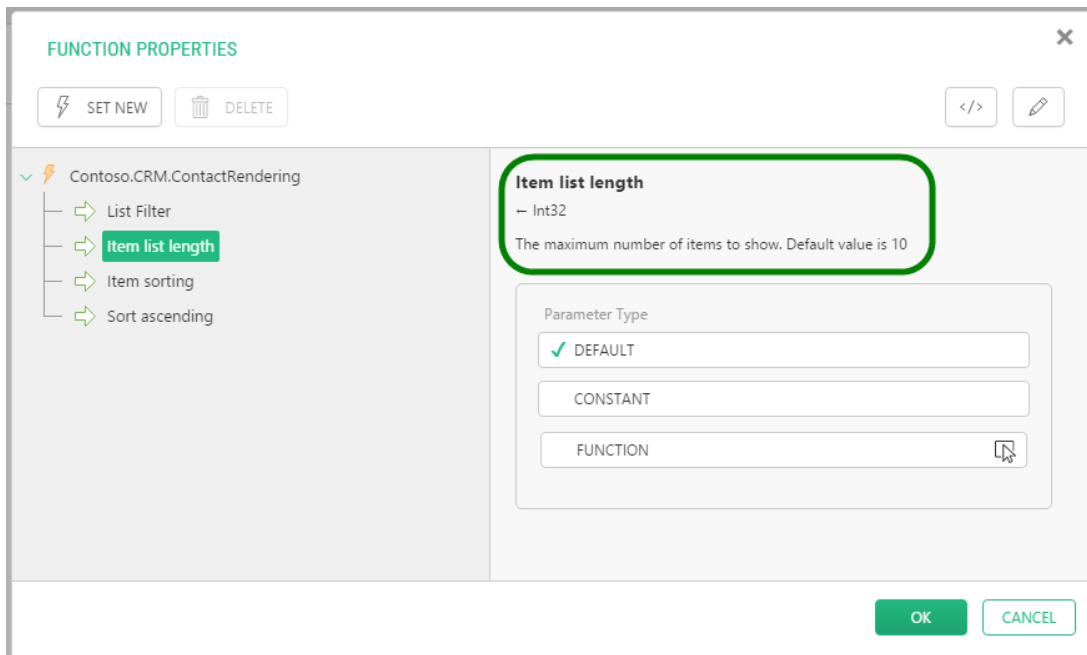 FUNCTION PROPERTIES
SET NEW
DELETE
</>
Contoso.CRM.ContactRendering
List Filter
Item list length
Item sorting
Sort ascending
Item list length
← Int32
The maximum number of items to show. Default value is 10
Parameter Type
DEFAULT
CONSTANT
FUNCTION
OK
CANCEL